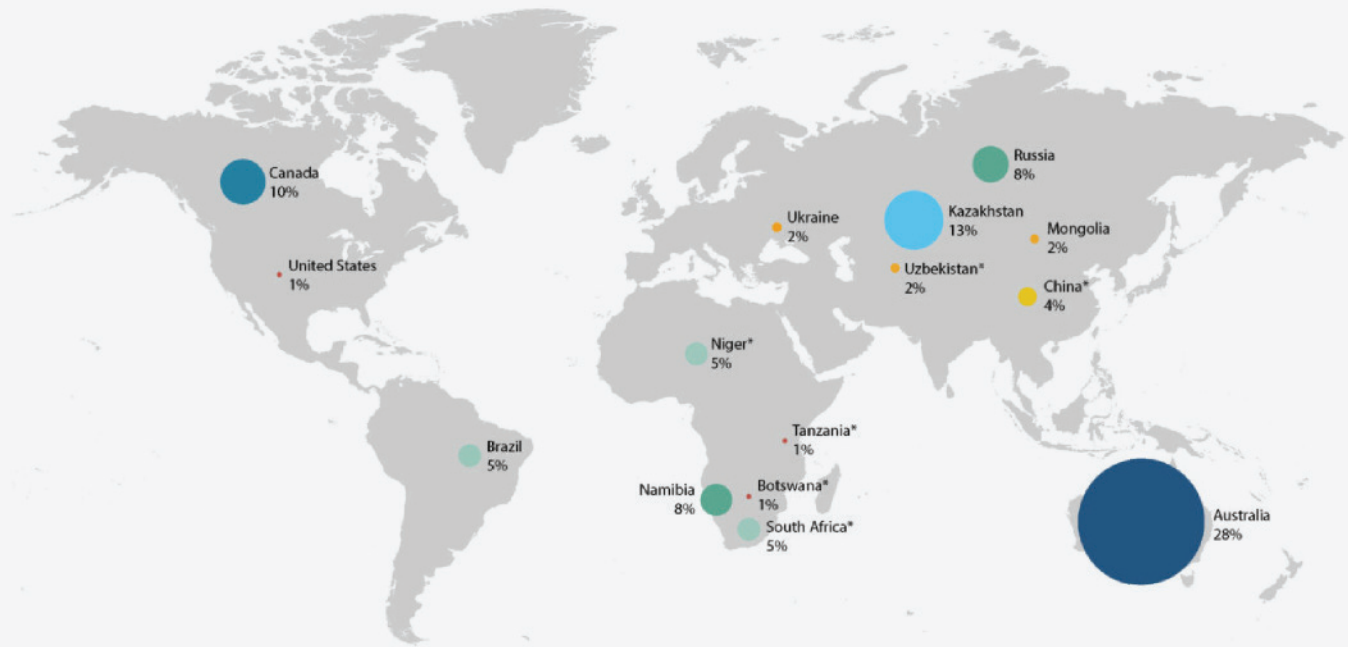 Canada
10%
United States
1%
Brazil
5%
Russia
8%
Kazakhstan
13%
Ukraine
2%
Mongolia
2%
Uzbekistan*
2%
China*
4%
Niger*
5%
Tanzania*
1%
Namibia
8%
Botswana*
1%
South Africa*
5%
Australia
28%